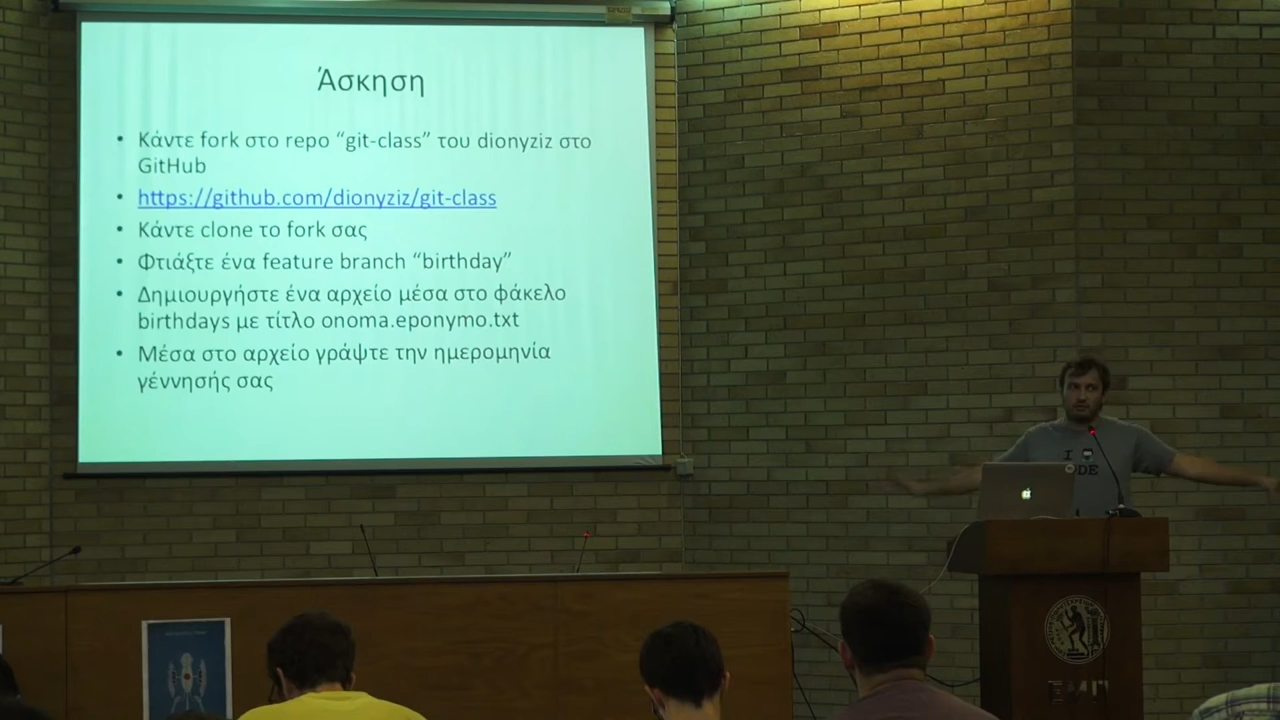 Άσκηση
• Κάντε fork στο repo “git-class” του dionyziz στο
GitHub
• https://github.com/dionyziz/git-class
• Κάντε clone το fork σας
• Φτιάξτε ένα feature branch “birthday”
• Δημιουργήστε ένα αρχείο μέσα στο φάκελο
birthdays με τίτλο onoma.eponymo.txt
• Μέσα στο αρχείο γράψτε την ημερομηνία
γέννησής σας
I
DE
ΕΜΠ